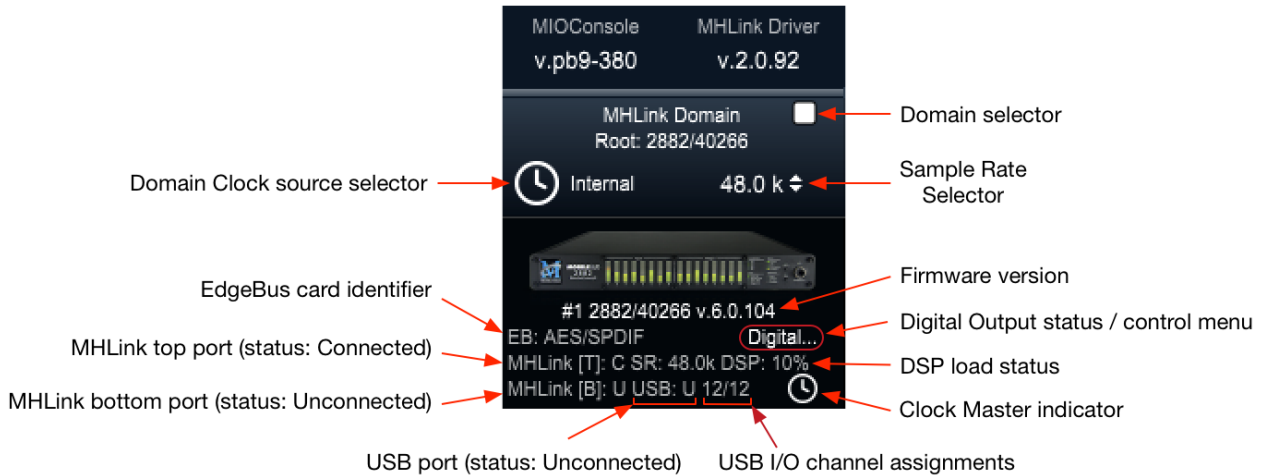 MIOConsole MHLink Driver
v.pb9-380 v.2.0.92
MHLink Domain
Domain selector
Root: 2882/40266
Domain Clock source selector
Internal
48.0 k
Sample Rate
Selector
MOBILE I/O
2882
EdgeBus card identifier
Firmware version
#1 2882/40266 v.6.0.104
EB: AES/SPDIF
Digital...
Digital Output status / control menu
MHLink top port (status: Connected)
MHLink [T]: C SR: 48.0k DSP: 10%
DSP load status
MHLink bottom port (status: Unconnected)
MHLink [B]: U USB: U 12/12
Clock Master indicator
USB port (status: Unconnected)
USB I/O channel assignments